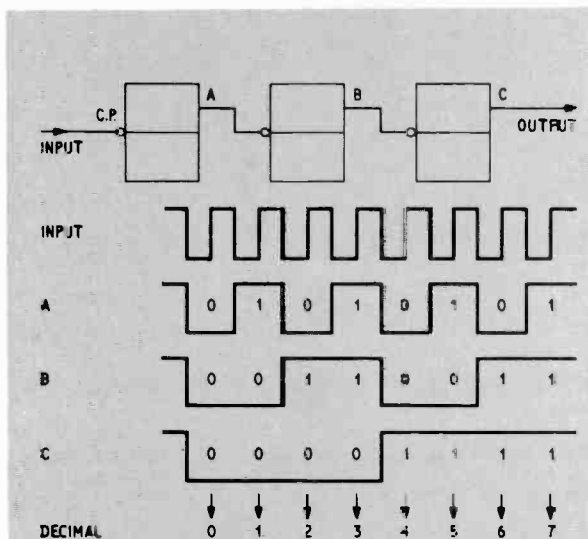 A B C
C.P.
INPUT OUTPUT
INPUT
A 0 1 0 1 0 1 0 1
B 0 0 1 1 0 0 1 1
C 0 0 0 0 1 1 1 1
DECIMAL 0 1 2 3 4 5 6 7